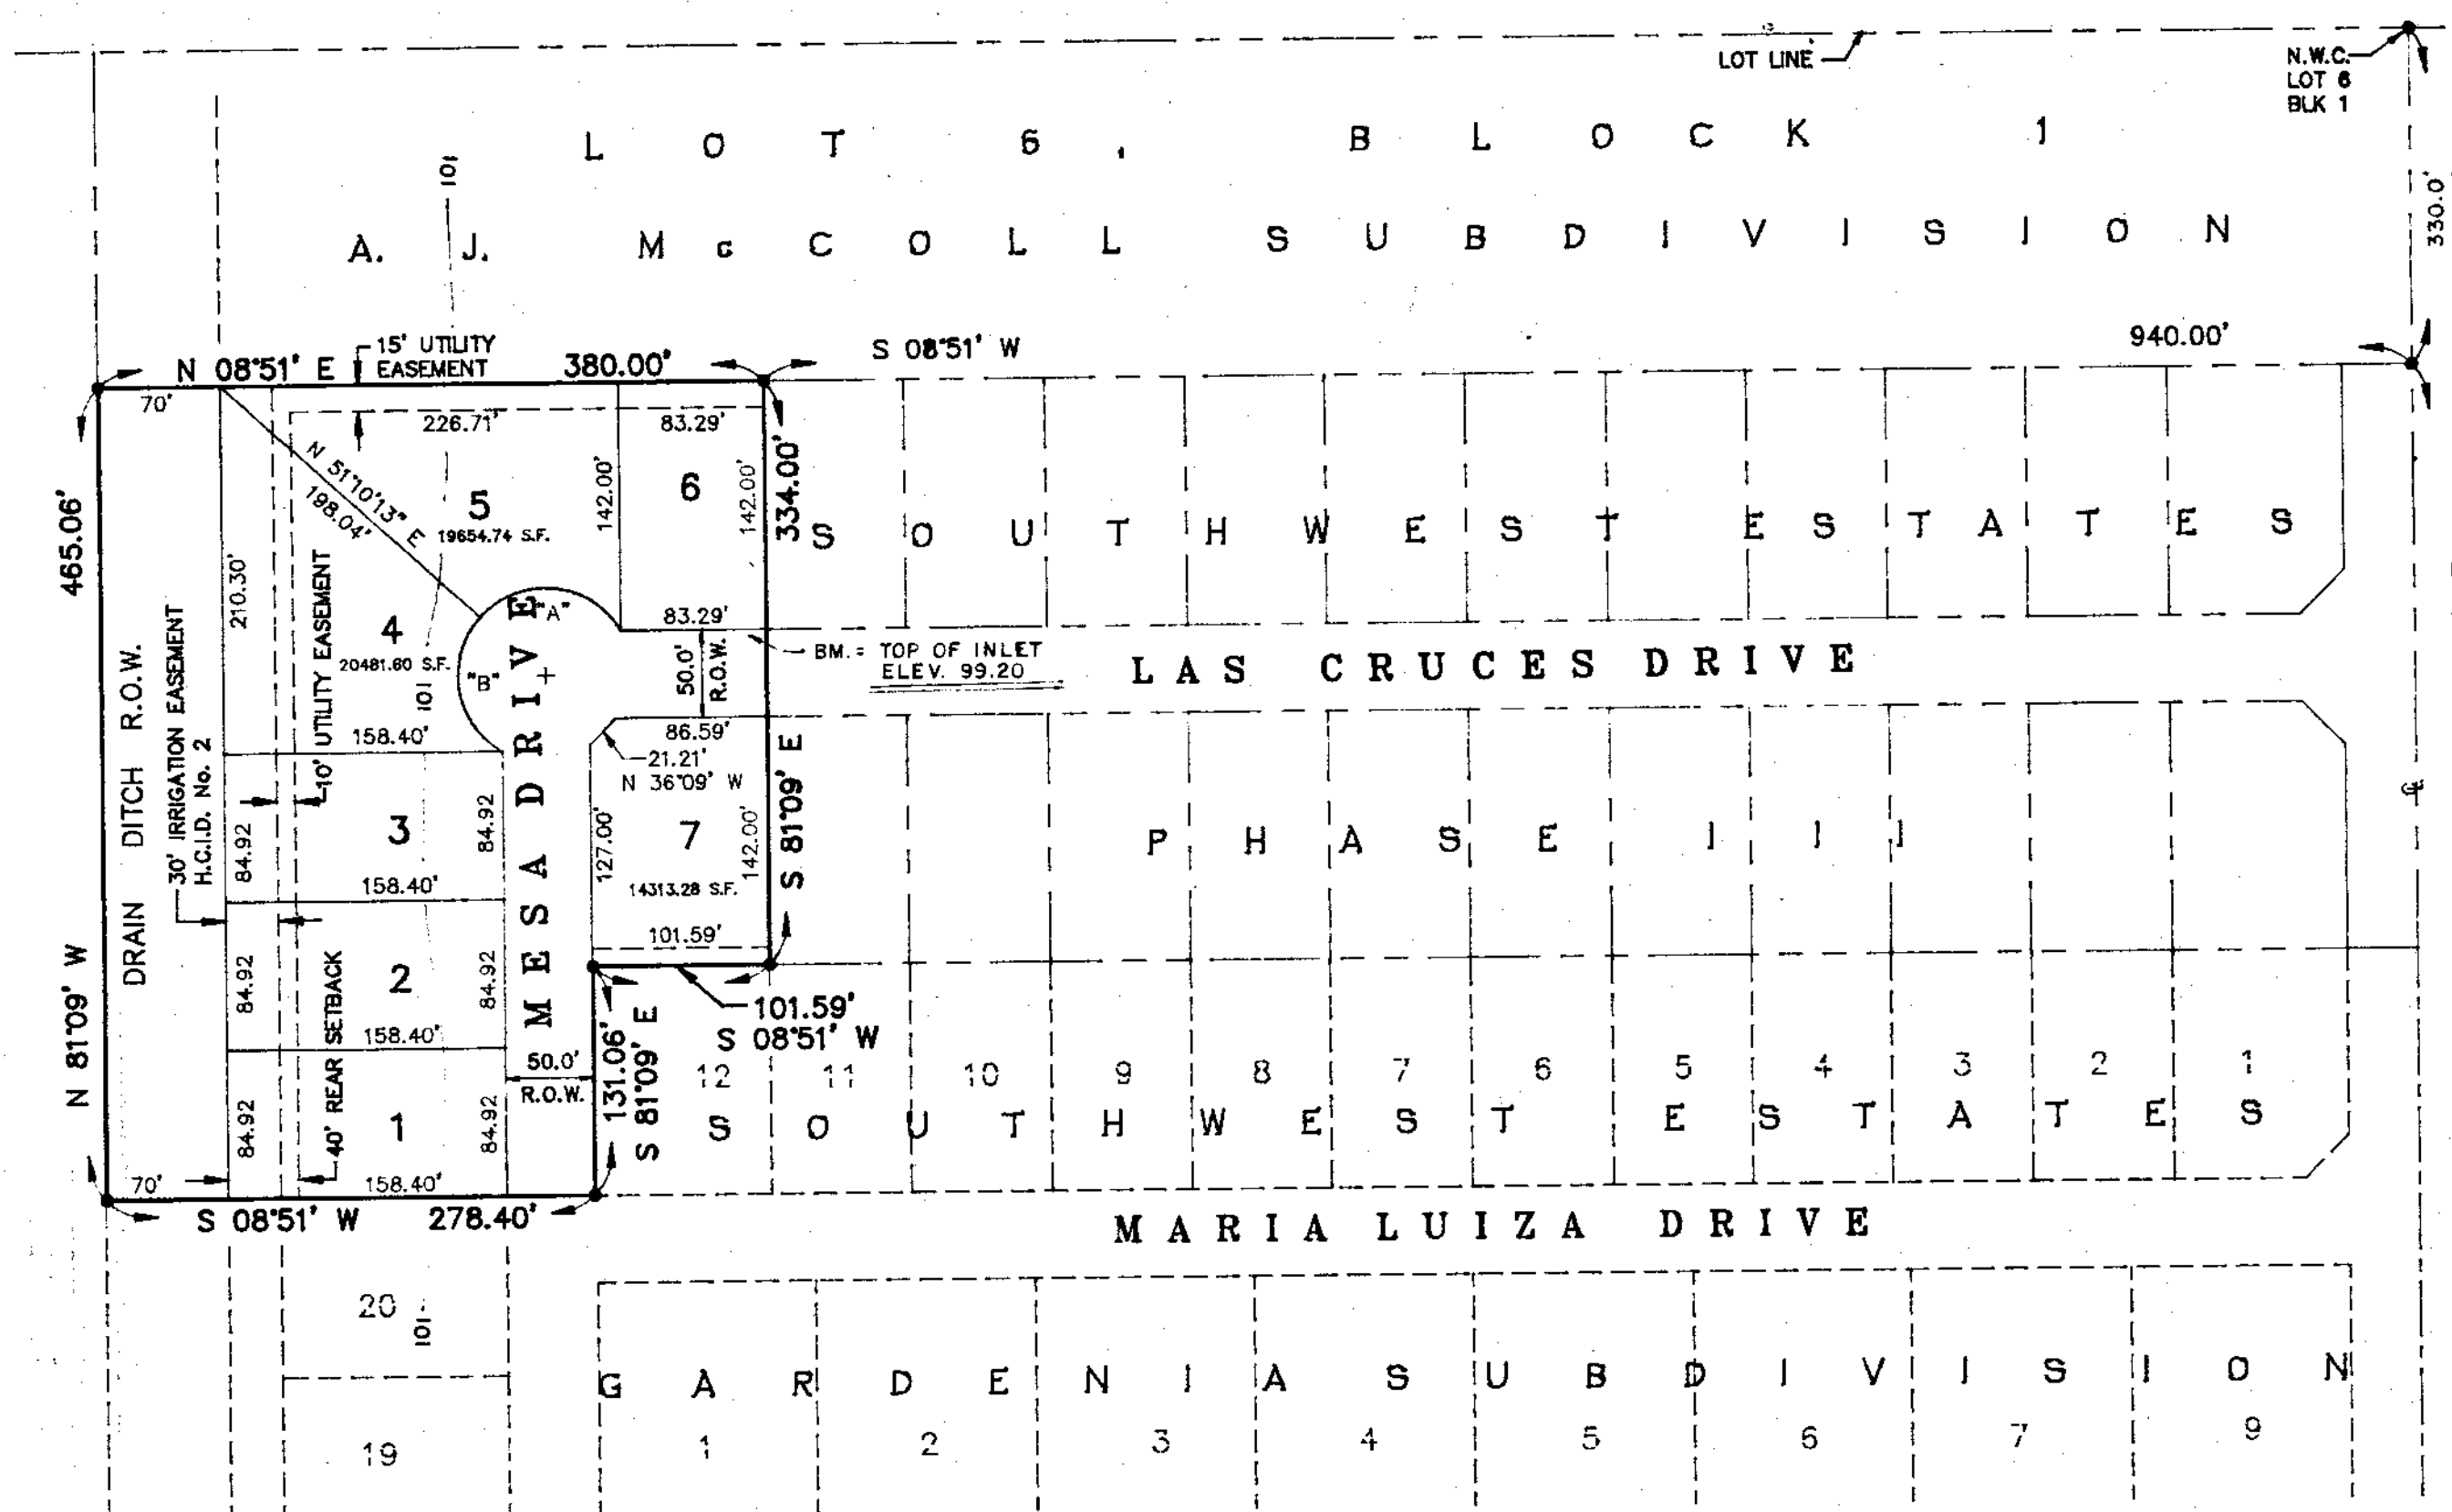 LOT LINE
N.W.C.
LOT 6
BLK 1
LOT 6, BLOCK 1
101
A. J. McCOLL SUBDIVISION
330.0'
15' UTILITY
EASEMENT
N 08°51' E
380.00'
S 08°51' W
940.00'
70'
226.71'
83.29'
N 51°10'13" E
198.04'
5
19654.74 S.F.
142.00'
6
142.00'
334.00'
SOUTHWEST ESTATES
465.06'
210.30'
30' IRRIGATION EASEMENT
H.C.I.D. No. 2
10' UTILITY EASEMENT
4
20481.60 S.F.
101
"A"
"B"
83.29'
50.0'
R.O.W.
BM.= TOP OF INLET
ELEV. 99.20
LAS CRUCES DRIVE
MESA DRIVE
DRAIN DITCH R.O.W.
158.40'
86.59'
21.21'
N 36°09' W
S 81°09' E
84.92
3
84.92
127.00'
7
142.00'
14313.28 S.F.
PHASE III
158.40'
101.59'
N 81°09' W
84.92
2
84.92
40' REAR SETBACK
101.59'
S 08°51' W
158.40'
50.0'
R.O.W.
131.06'
S 81°09' E
12 11 10 9 8 7 6 5 4 3 2 1
84.92
1
84.92
SOUTHWEST ESTATES
70'
158.40'
S 08°51' W
278.40'
MARIA LUIZA DRIVE
20
101
GARDENIA SUBDIVISION
19
1 2 3 4 5 6 7 9